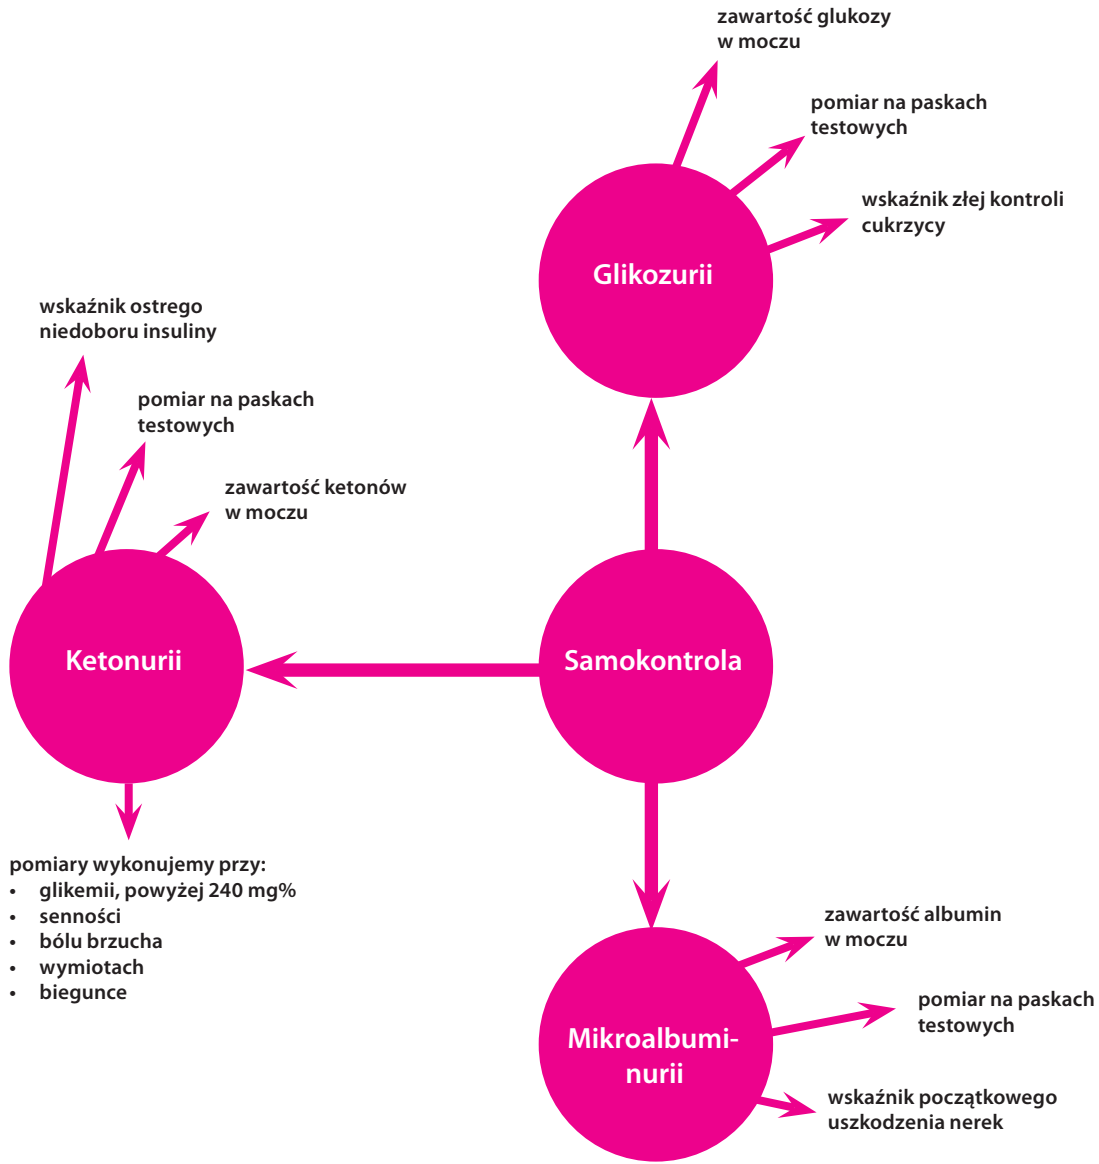 zawartość glukozy
w moczu
pomiar na paskach
testowych
wskaźnik złej kontroli
cukrzycy
Glikozurii
wskaźnik ostrego
niedoboru insuliny
pomiar na paskach
testowych
zawartość ketonów
w moczu
Ketonurii
Samokontrola
pomiary wykonujemy przy:
• glikemii, powyżej 240 mg%
• senności
• bólu brzucha
• wymiotach
• biegunce
zawartość albumin
w moczu
pomiar na paskach
testowych
Mikroalbumi-
nurii
wskaźnik początkowego
uszkodzenia nerek